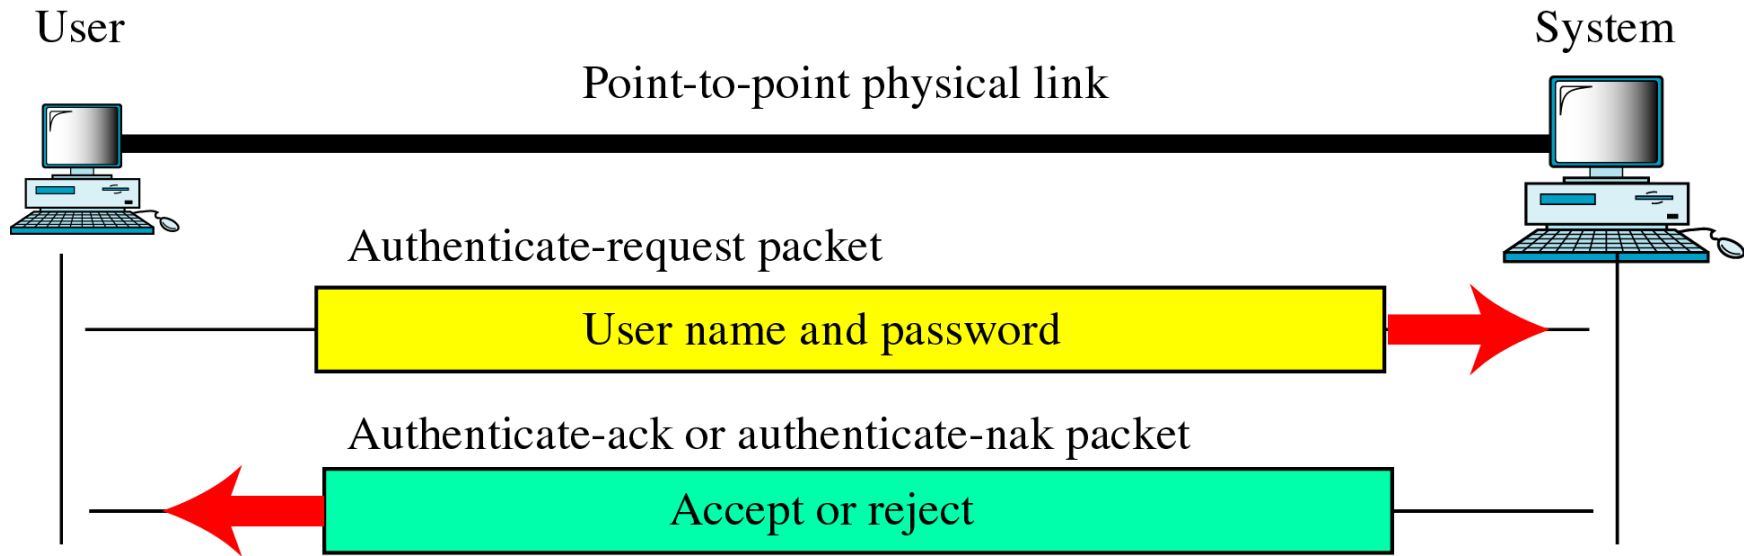 User
System
Point-to-point physical link
Authenticate-request packet
User name and password
Authenticate-ack or authenticate-nak packet
Accept or reject